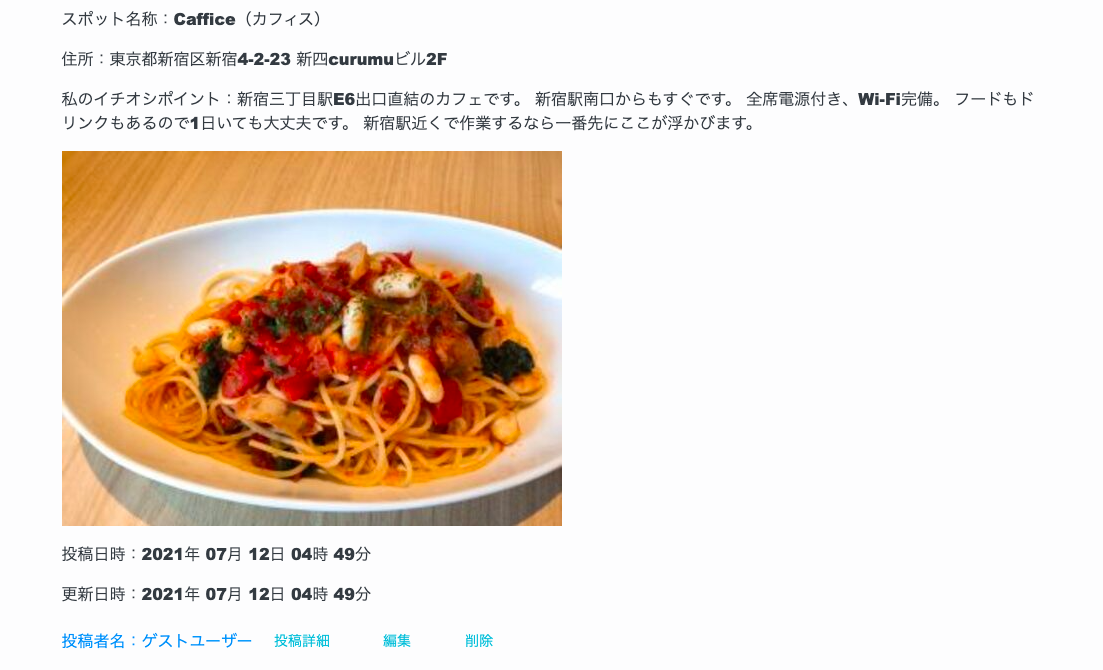 スポット名称：Caffice（カフィス）
住所：東京都新宿区新宿4-2-23 新四curumuビル2F
私のイチオシポイント：新宿三丁目駅E6出口直結のカフェです。 新宿駅南口からもすぐです。 全席電源付き、Wi-Fi完備。 フードもド
リンクもあるので1日いても大丈夫です。 新宿駅近くで作業するなら一番先にここが浮かびます。
投稿日時：2021年 07月 12日 04時 49分
更新日時：2021年 07月 12日 04時 49分
投稿者名：ゲストユーザー 投稿詳細 編集 削除